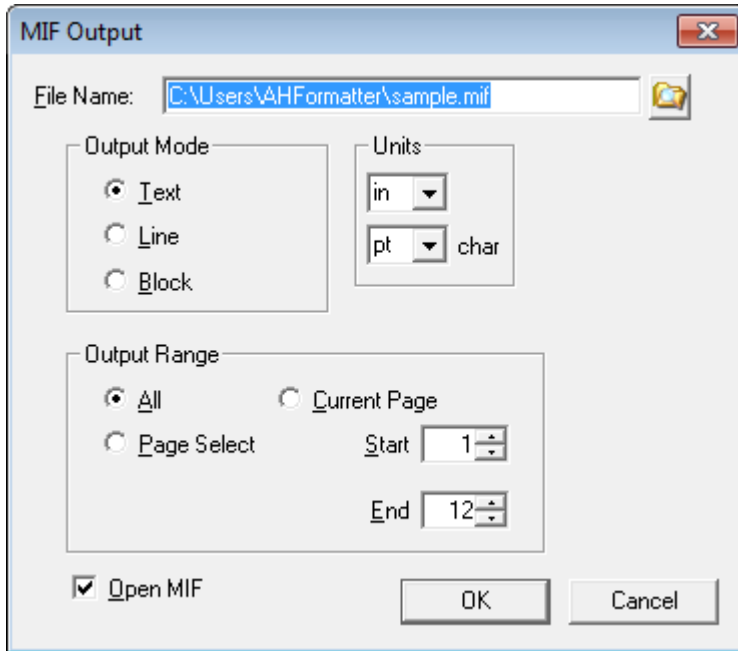 MIF Output
File Name: C:\Users\AHFormatter\sample.mif
Output Mode
Text
Line
Block
Units
in
pt char
Output Range
All Current Page
Page Select Start 1
End 12
Open MIF OK Cancel